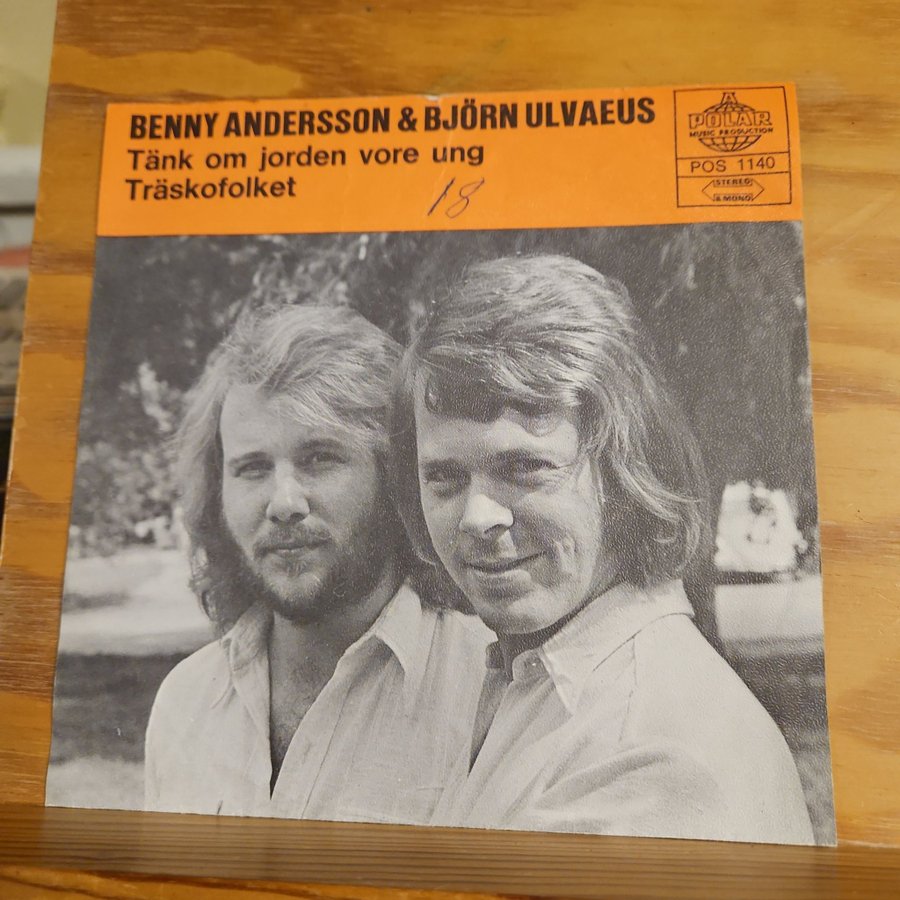 BENNY ANDERSSON & BJÖRN ULVAEUS
Tänk om jorden vore ung
Träskofolket
18
A
POLAR
MUSIC PRODUCTION
POS 1140
STEREO
& MONO